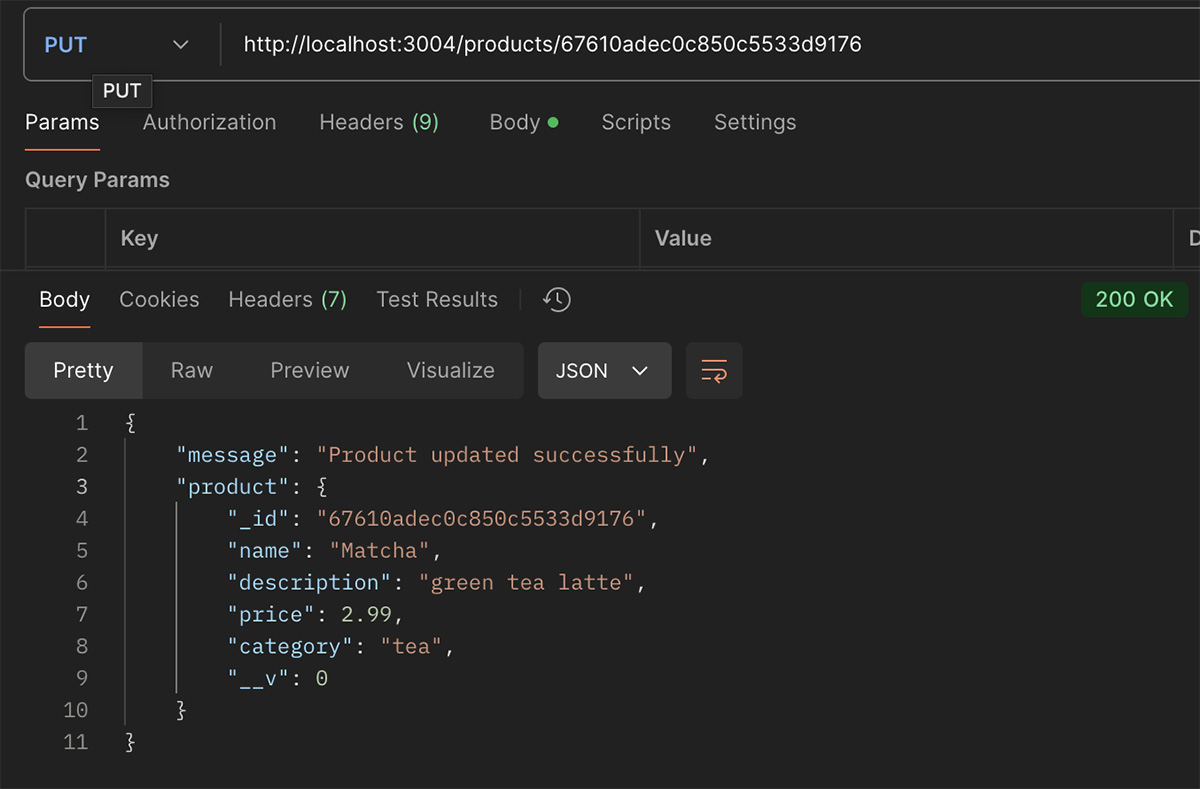 PUT http://localhost:3004/products/67610adec0c850c5533d9176
PUT
Params Authorization Headers (9) Body Scripts Settings
Query Params
Key Value D
Body Cookies Headers (7) Test Results 200 OK
Pretty Raw Preview Visualize JSON
1 {
2 "message": "Product updated successfully",
3 "product": {
4 "_id": "67610adec0c850c5533d9176",
5 "name": "Matcha",
6 "description": "green tea latte",
7 "price": 2.99,
8 "category": "tea",
9 "__v": 0
10 }
11 }